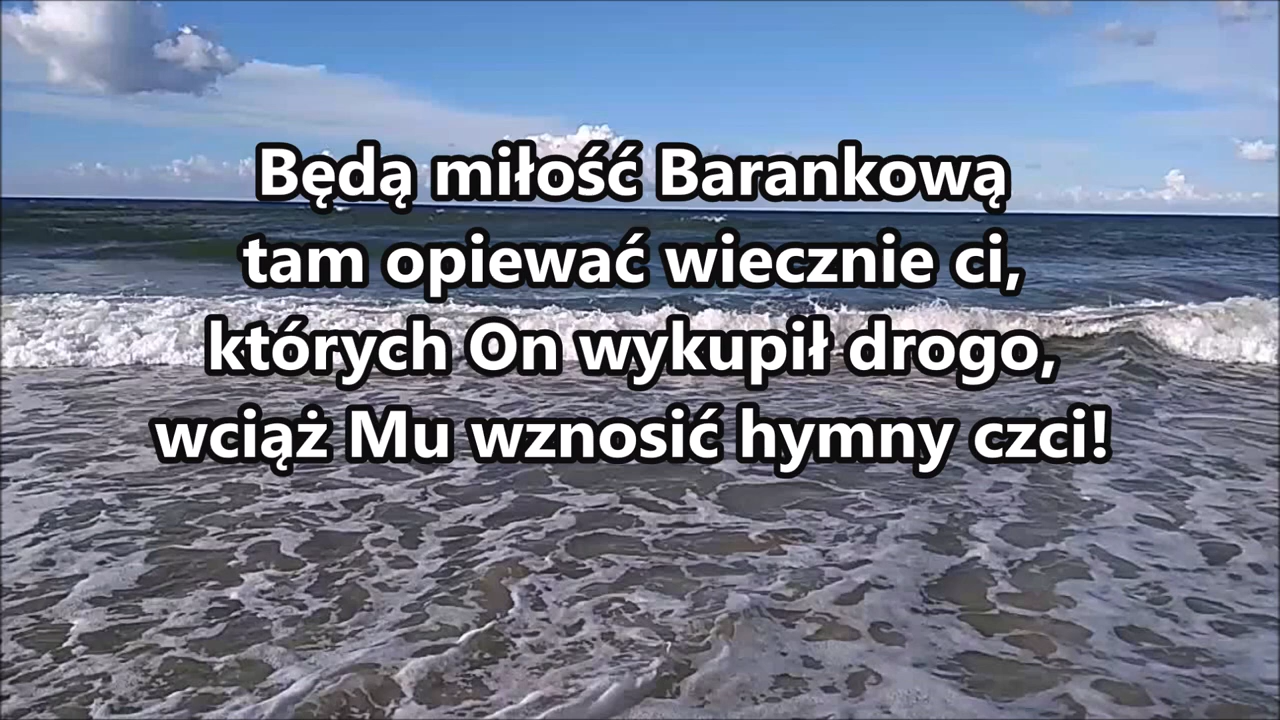 Będą miłość Barankową
tam opiewać wiecznie ci,
których On wykupił drogo,
wciąż Mu wznosić hymny czci!